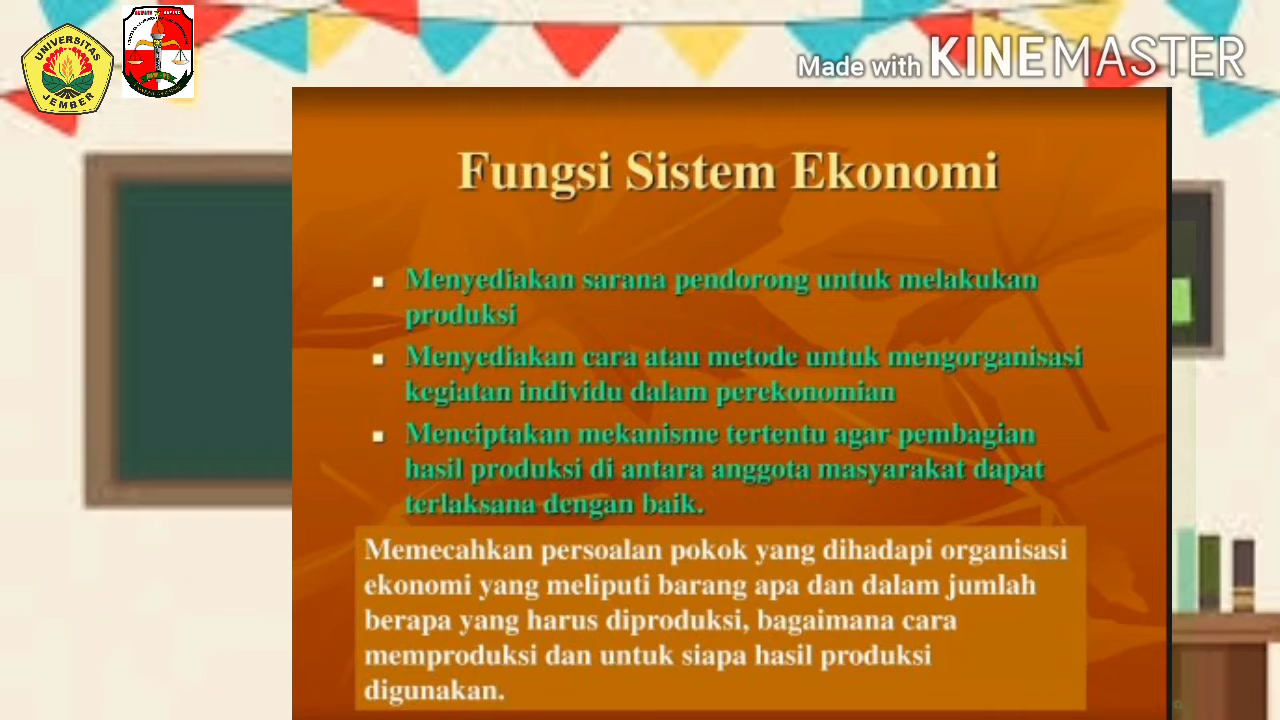 UNIVERSITAS
JEMBER
Made with KINEMASTER
Fungsi Sistem Ekonomi
Menyediakan sarana pendorong untuk melakukan
produksi
Menyediakan cara atau metode untuk mengorganisasi
kegiatan individu dalam perekonomian
Menciptakan mekanisme tertentu agar pembagian
hasil produksi di antara anggota masyarakat dapat
terlaksana dengan baik.
Memecahkan persoalan pokok yang dihadapi organisasi
ekonomi yang meliputi barang apa dan dalam jumlah
berapa yang harus diproduksi, bagaimana cara
memproduksi dan untuk siapa hasil produksi
digunakan.